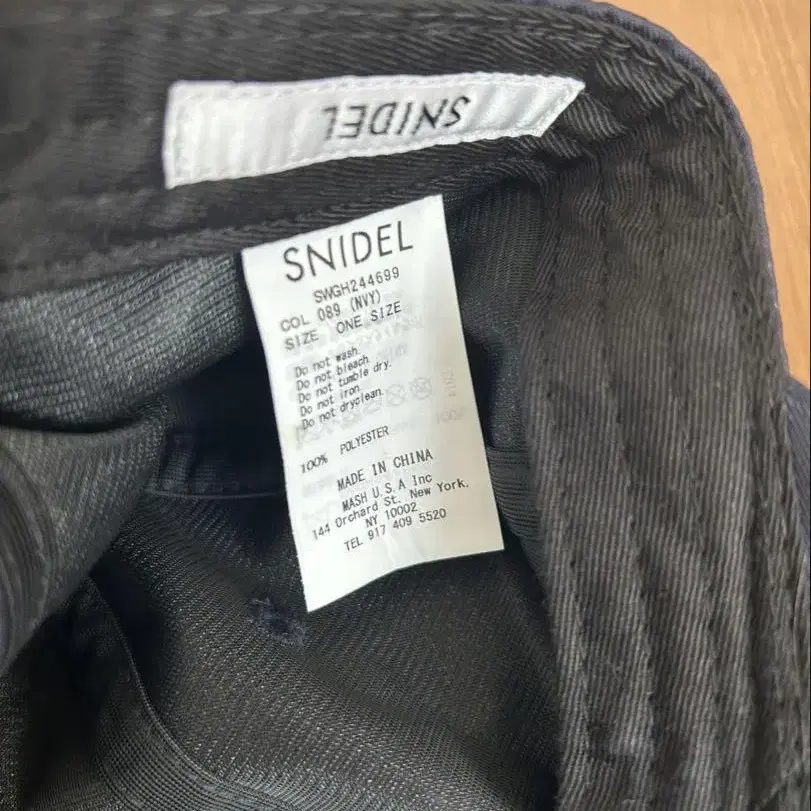 SNIDEL
SNIDEL
SWGH244699
COL 089 (NVY)
SIZE ONE SIZE
Do not wash.
Do not bleach.
Do not tumble dry.
Do not iron.
Do not dryclean.
100% POLYESTER
MADE IN CHINA
MASH U.S.A Inc
144 Orchard St. New York.
NY 10002
TEL 917 409 5520